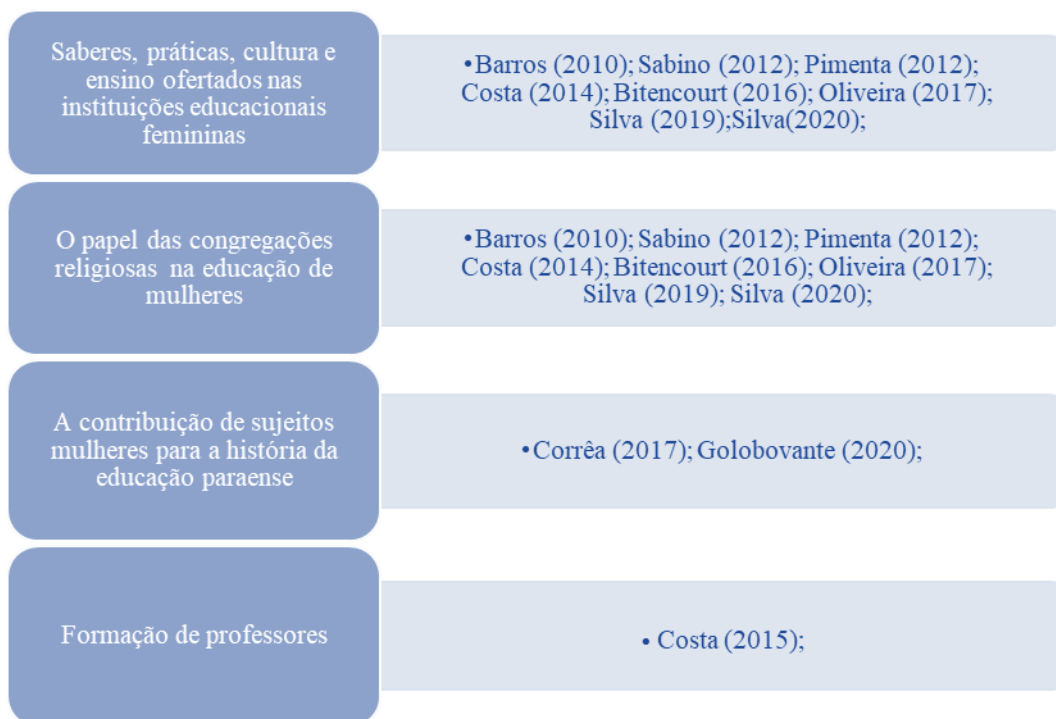 Saberes, práticas, cultura e
ensino ofertados nas
instituições educacionais
femininas
•Barros (2010); Sabino (2012); Pimenta (2012);
Costa (2014); Bitencourt (2016); Oliveira (2017);
Silva (2019);Silva(2020);
O papel das congregações
religiosas na educação de
mulheres
•Barros (2010); Sabino (2012); Pimenta (2012);
Costa (2014); Bitencourt (2016); Oliveira (2017);
Silva (2019); Silva (2020);
A contribuição de sujeitos
mulheres para a história da
educação paraense
•Corrêa (2017); Golobovante (2020);
Formação de professores
• Costa (2015);